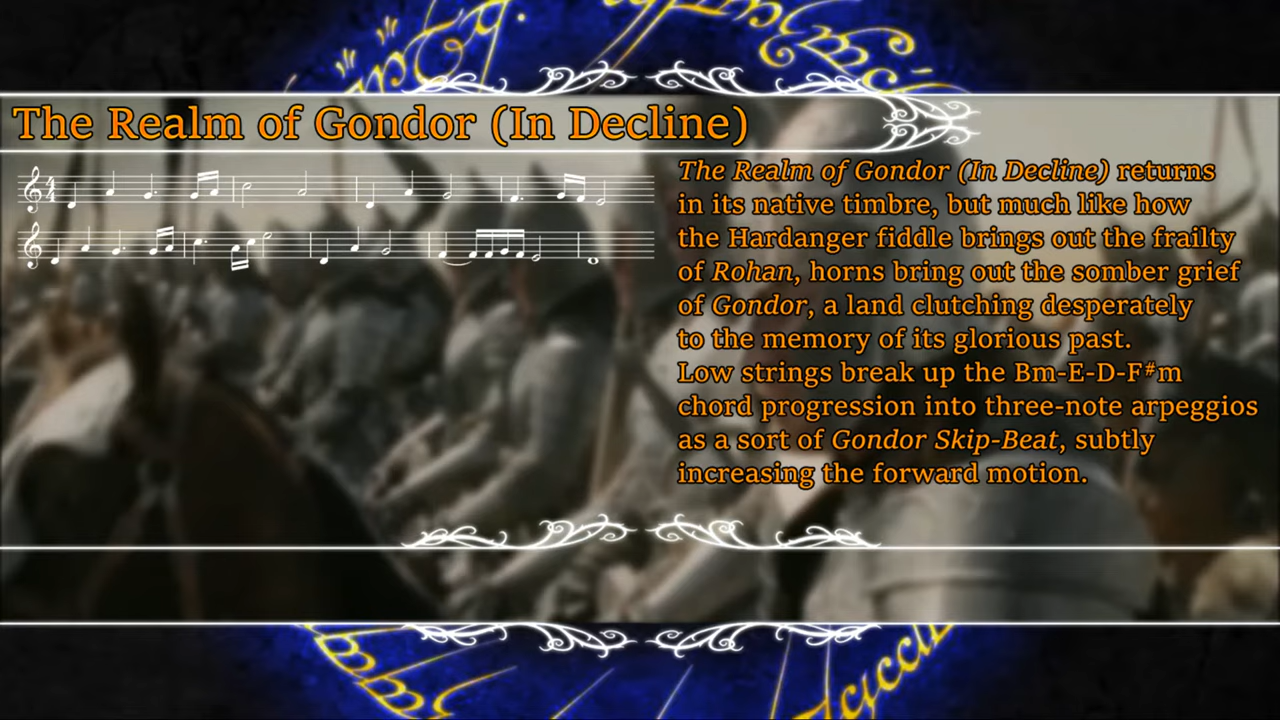 The Realm of Gondor (In Decline)
The Realm of Gondor (In Decline) returns
in its native timbre, but much like how
the Hardanger fiddle brings out the frailty
of Rohan, horns bring out the somber grief
of Gondor, a land clutching desperately
to the memory of its glorious past.
Low strings break up the Bm-E-D-F#m
chord progression into three-note arpeggios
as a sort of Gondor Skip-Beat, subtly
increasing the forward motion.